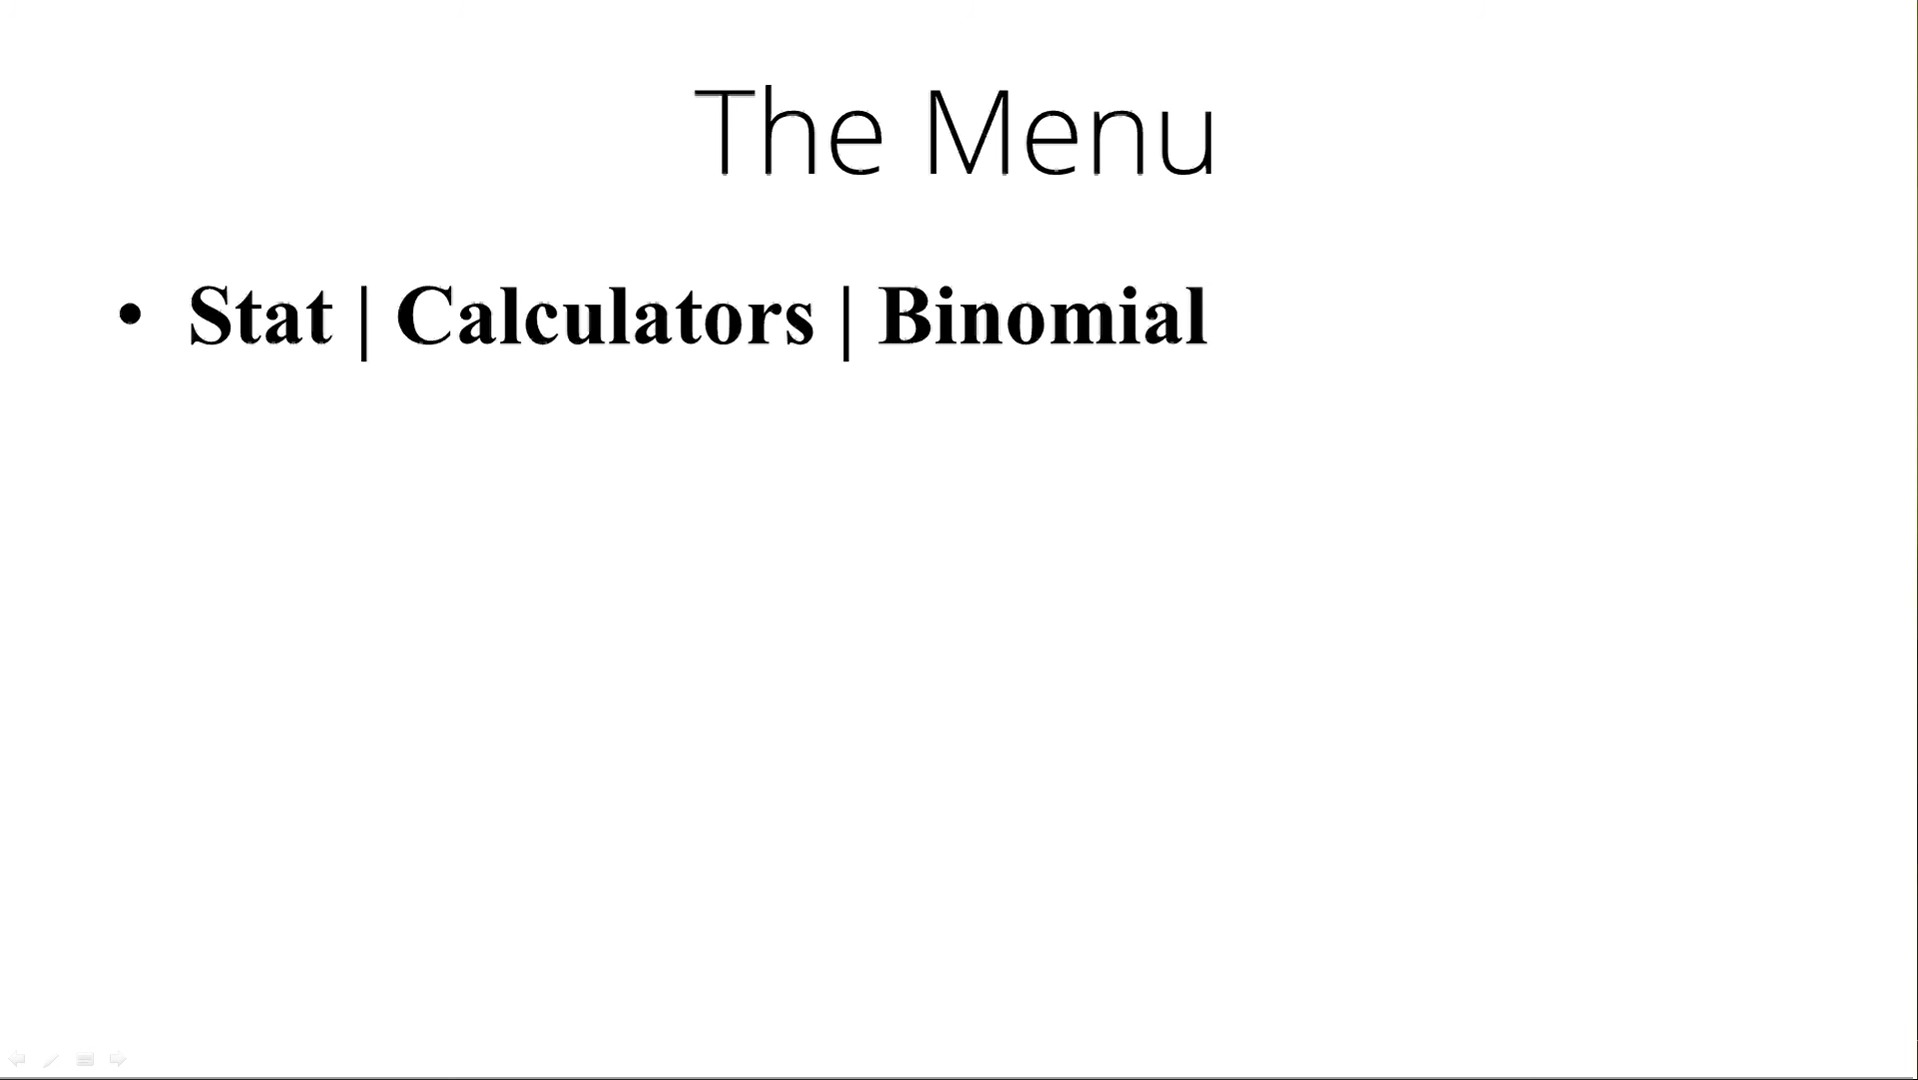 The Menu
• Stat | Calculators | Binomial